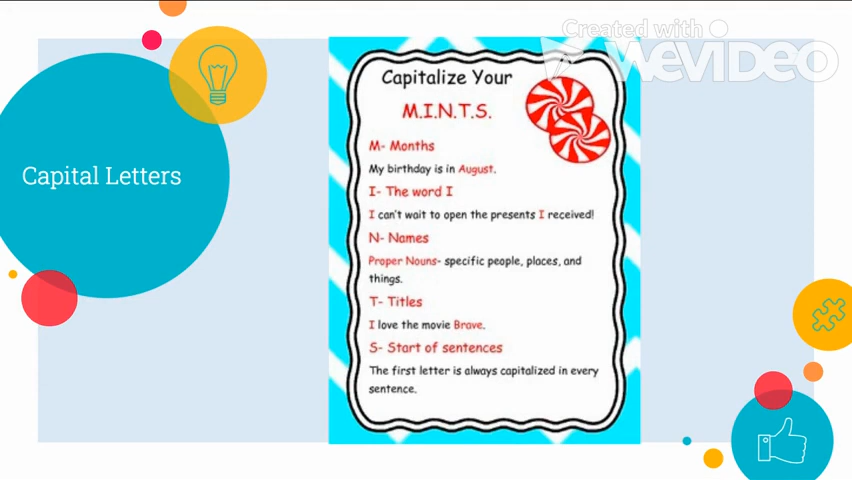 Created with
WEVIDEO
Capital Letters
Capitalize Your
M.I.N.T.S.
M- Months
My birthday is in August.
I- The word I
I can't wait to open the presents I received!
N- Names
Proper Nouns- specific people, places, and
things.
T- Titles
I love the movie Brave.
S- Start of sentences
The first letter is always capitalized in every
sentence.